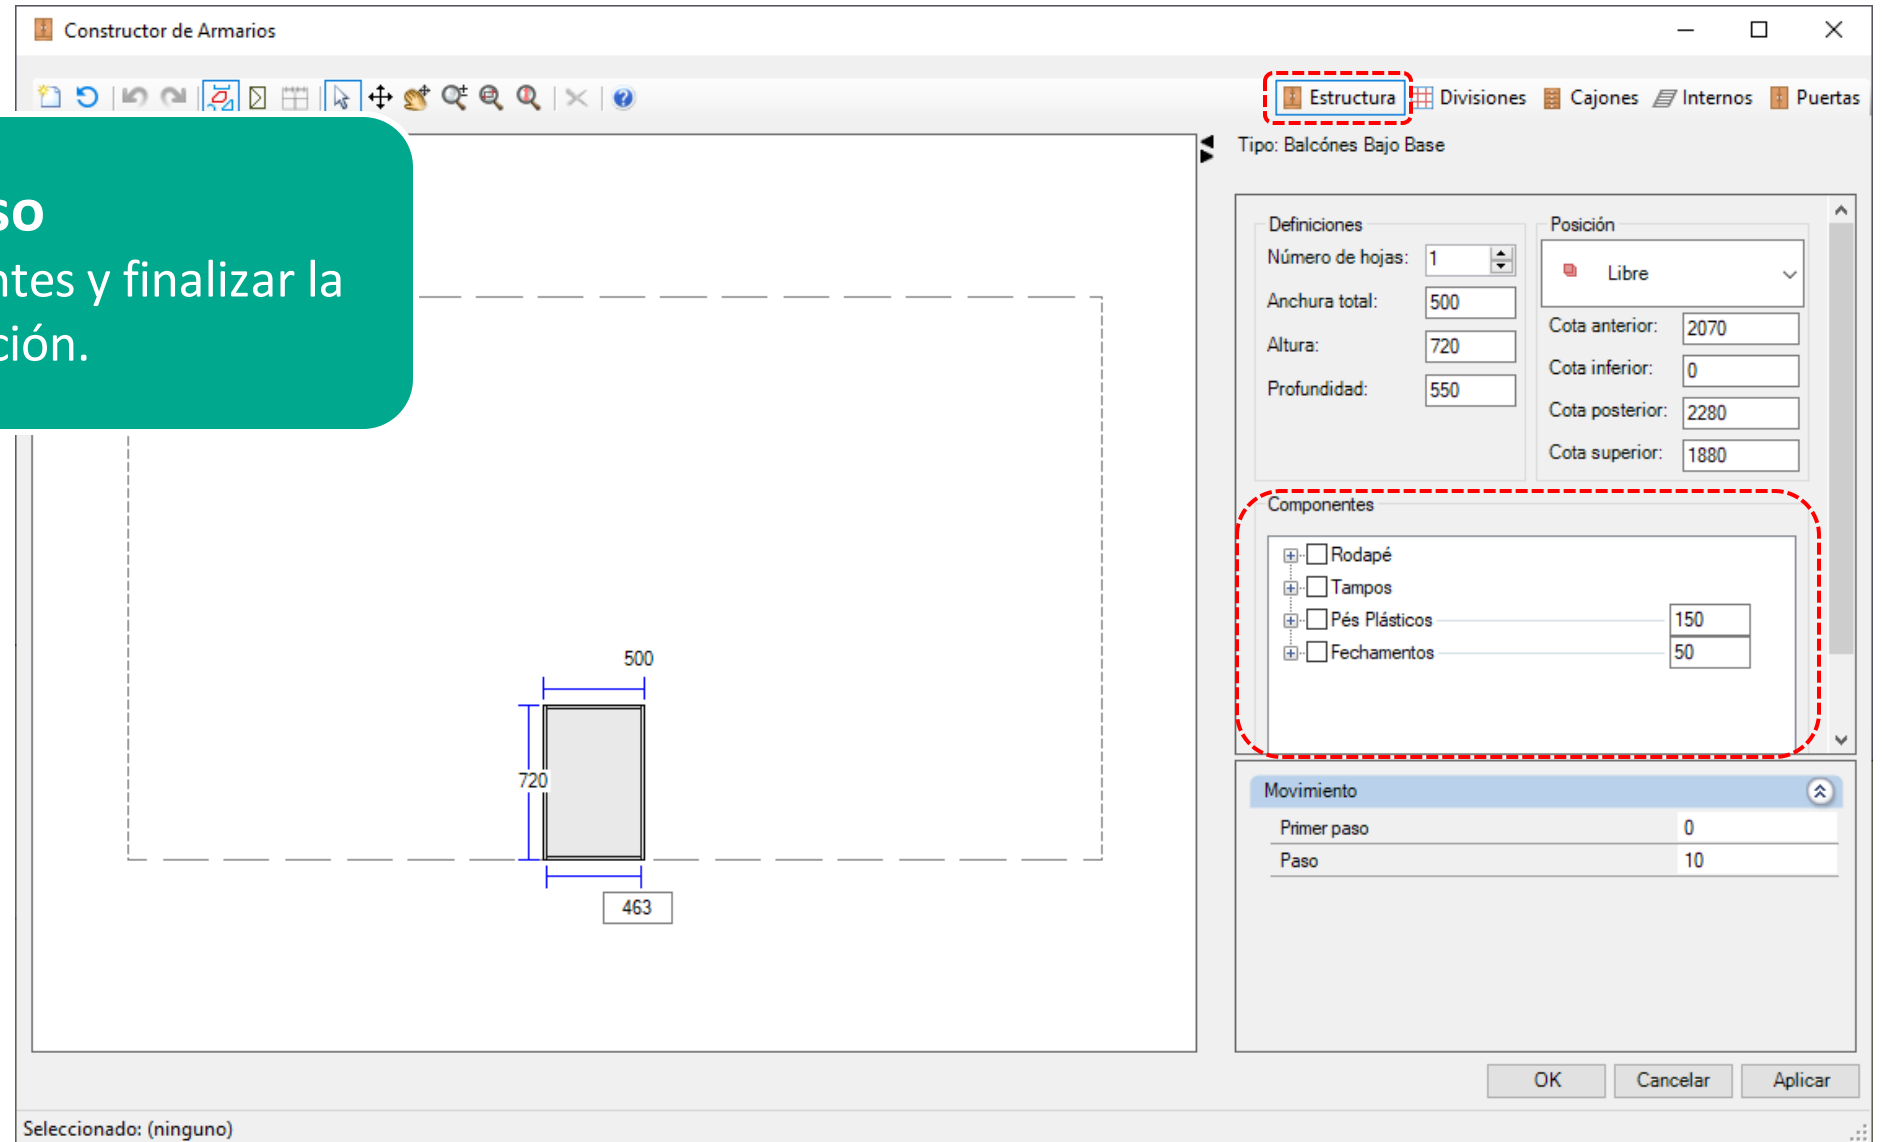 Constructor de Armarios
Estructura Divisiones Cajones Internos Puertas
Tipo: Balcónes Bajo Base
so
ntes y finalizar la
ción.
Definiciones
Número de hojas: 1
Anchura total: 500
Altura: 720
Profundidad: 550
Posición
Libre
Cota anterior: 2070
Cota inferior: 0
Cota posterior: 2280
Cota superior: 1880
Componentes
Rodapé
Tampos
Pés Plásticos 150
Fechamentos 50
500
720
463
Movimiento
Primer paso 0
Paso 10
OK Cancelar Aplicar
Seleccionado: (ninguno)